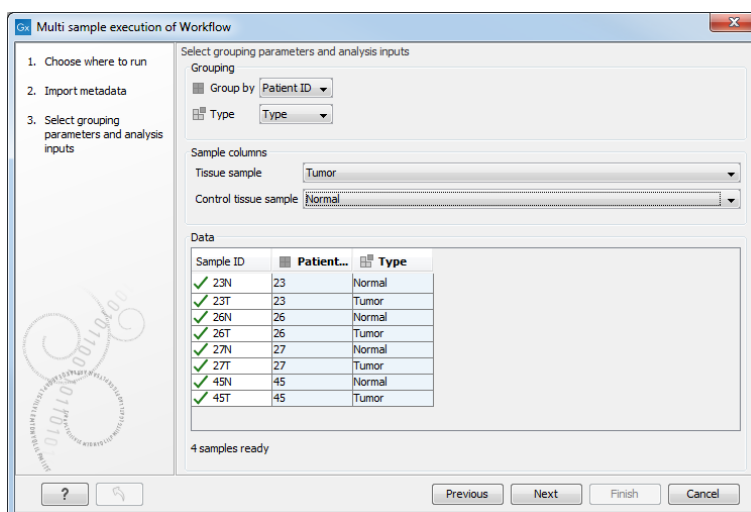 Gx Multi sample execution of Workflow
1. Choose where to run
2. Import metadata
3. Select grouping
parameters and analysis
inputs
Select grouping parameters and analysis inputs
Grouping
Group by Patient ID
Type Type
Sample columns
Tissue sample Tumor
Control tissue sample Normal
Data
Sample ID Patient... Type
23N 23 Normal
23T 23 Tumor
26N 26 Normal
26T 26 Tumor
27N 27 Normal
27T 27 Tumor
45N 45 Normal
45T 45 Tumor
4 samples ready
? Previous Next Finish Cancel